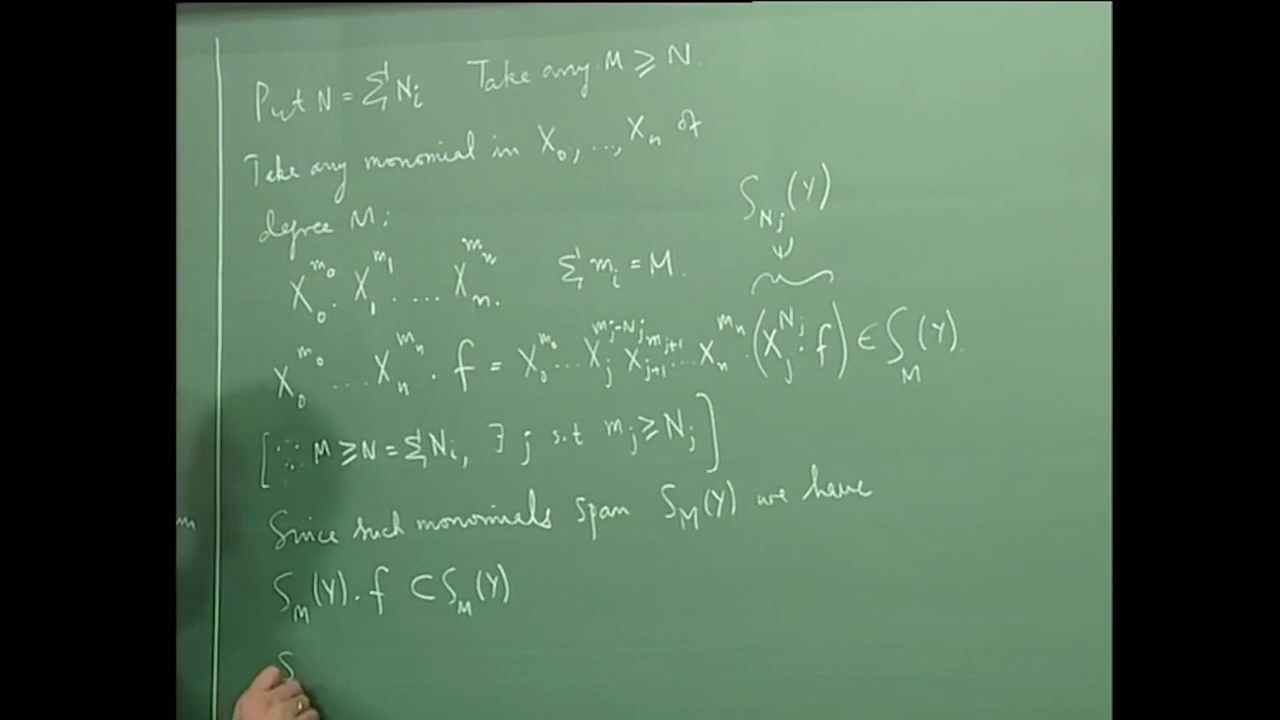 Put N = ∑ N_i Take any M ≥ N.
Take any monomial in X_0, ..., X_n of
degree M:
S_{N_j}(Y)
X_0^{m_0} . X_1^{m_1} .... X_n^{m_n}. ∑ m_i = M.
X_0^{m_0} .... X_n^{m_n} . f = X_0^{m_0} ... X_j^{m_j-N_j} X_{j+1}^{m_{j+1}} ... X_n^{m_n} . (X_j^{N_j} . f) ∈ S_M(Y).
[∵ M ≥ N = ∑ N_i, ∃ j s.t m_j ≥ N_j]
Since such monomials span S_M(Y) we have
S_M(Y) . f ⊂ S_M(Y)
S
m